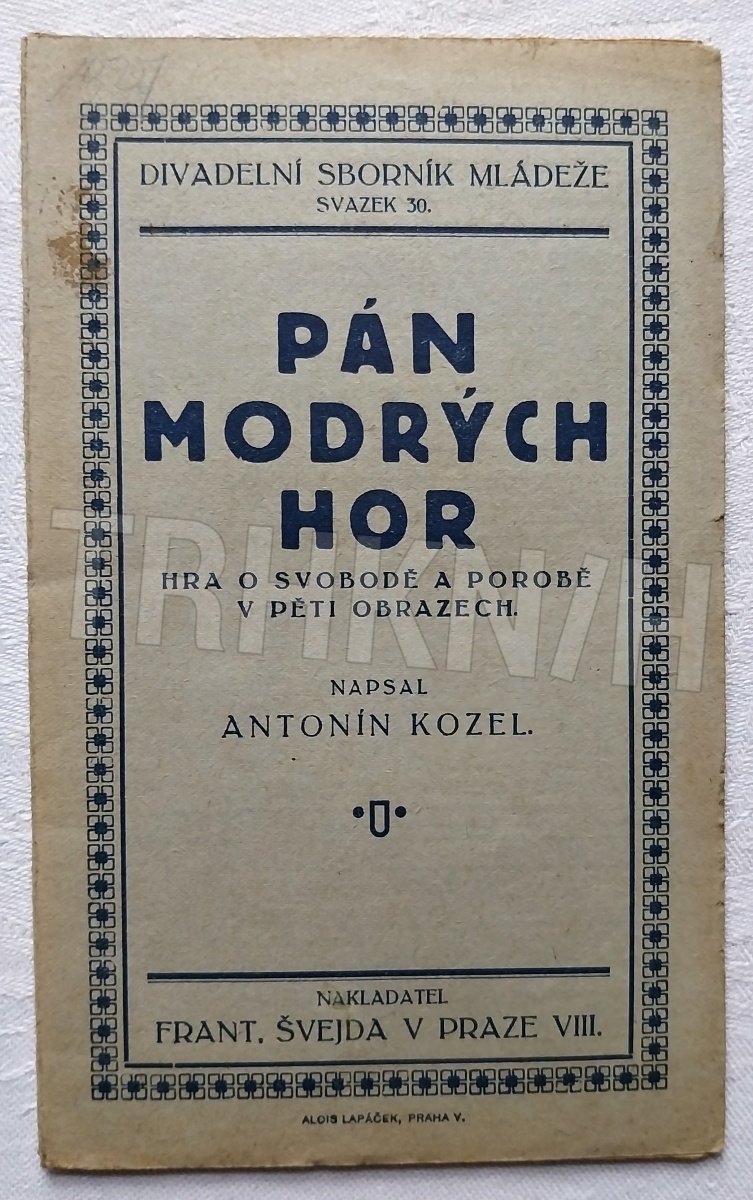 DIVADELNÍ SBORNÍK MLÁDEŽE
SVAZEK 30.
PÁN
MODRÝCH
HOR
HRA O SVOBODĚ A POROBĚ
V PĚTI OBRAZECH.
NAPSAL
ANTONÍN KOZEL.
NAKLADATEL
FRANT. ŠVEJDA V PRAZE VIII.
ALOIS LAPÁČEK, PRAHA V.